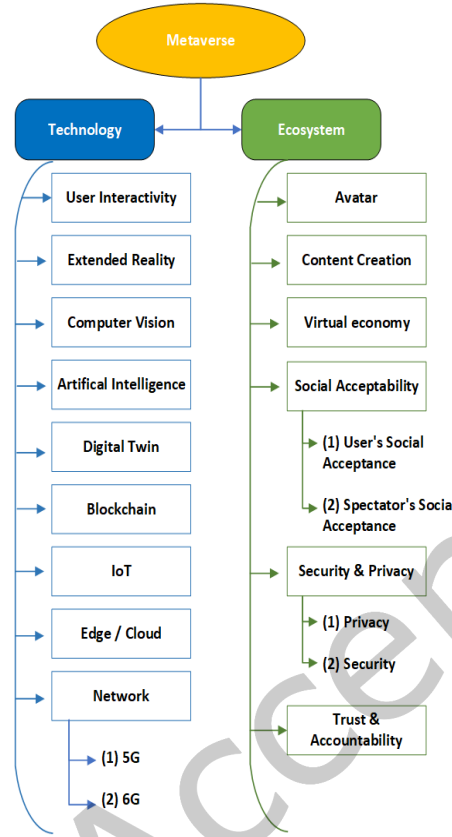 Metaverse
Technology
Ecosystem
User Interactivity
Extended Reality
Computer Vision
Artifical Intelligence
Digital Twin
Blockchain
IoT
Edge / Cloud
Network
(1) 5G
(2) 6G
Avatar
Content Creation
Virtual economy
Social Acceptability
(1) User's Social
Acceptance
(2) Spectator's Social
Acceptance
Security & Privacy
(1) Privacy
(2) Security
Trust &
Accountability